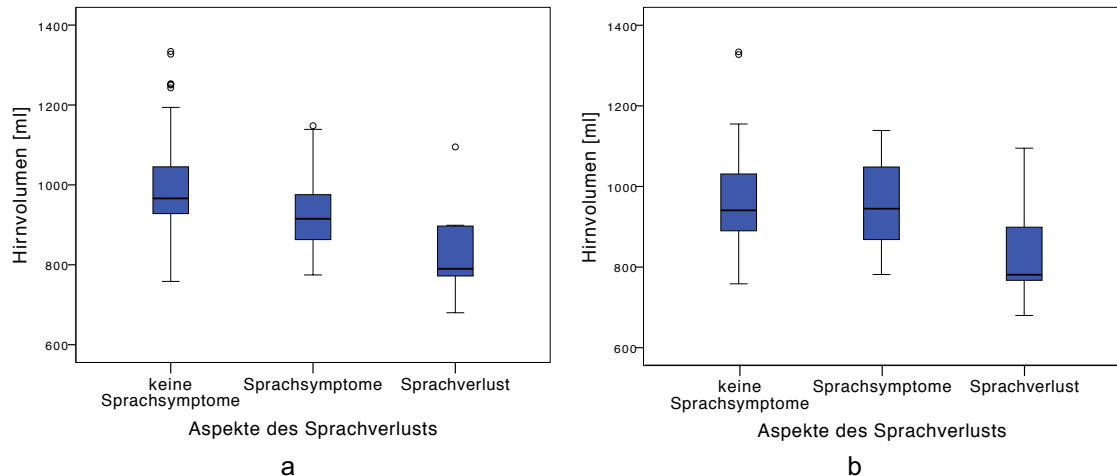 1400
1200
1000
800
600
Hirnvolumen [ml]
keine
Sprachsymptome
Sprachsymptome
Sprachverlust
Aspekte des Sprachverlusts
a
1400
1200
1000
800
600
Hirnvolumen [ml]
keine
Sprachsymptome
Sprachsymptome
Sprachverlust
Aspekte des Sprachverlusts
b